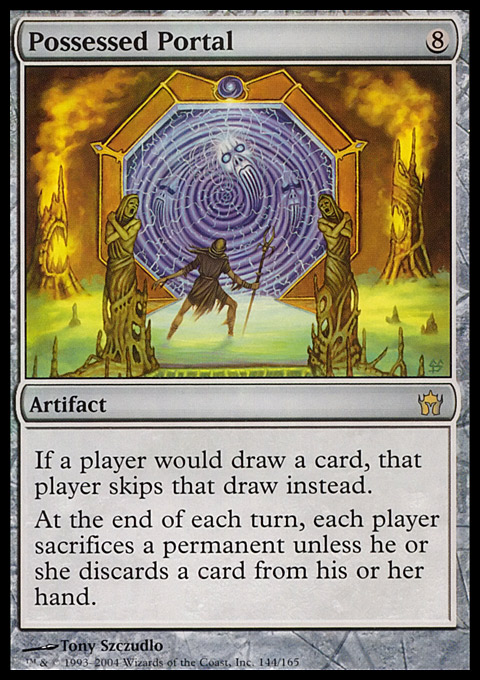 Possessed Portal 8
Artifact
If a player would draw a card, that
player skips that draw instead.
At the end of each turn, each player
sacrifices a permanent unless he or
she discards a card from his or her
hand.
Tony Szczudlo
™ & © 1993-2004 Wizards of the Coast, Inc. 144/165